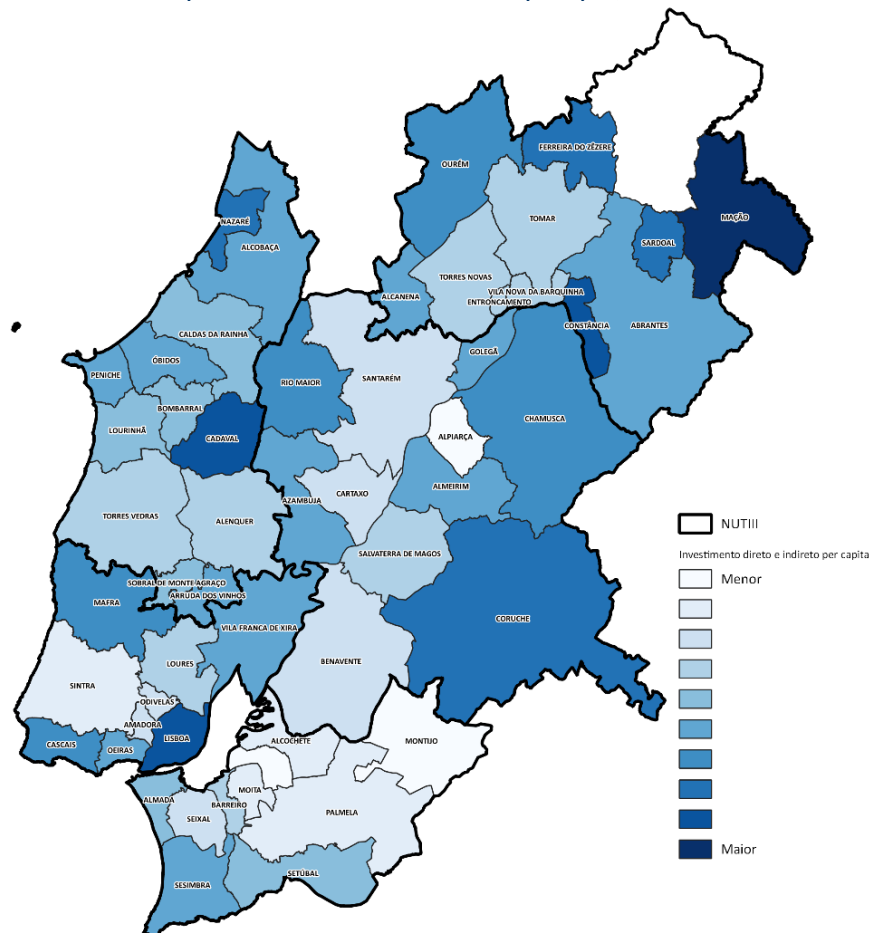 FERREIRA DO ZÉZERE
OURÉM
MAÇÃO
TOMAR
NAZARÉ
SARDOAL
ALCOBAÇA
TORRES NOVAS
VILA NOVA DA BARQUINHA
ALCANENA
ENTRONCAMENTO
CONSTÂNCIA
ABRANTES
CALDAS DA RAINHA
GOLEGÃ
ÓBIDOS
PENICHE
RIO MAIOR
SANTARÉM
BOMBARRAL
CHAMUSCA
LOURINHÃ
CADAVAL
ALPIARÇA
ALMEIRIM
CARTAXO
AZAMBUJA
TORRES VEDRAS
ALENQUER
NUTIII
SALVATERRA DE MAGOS
Investimento direto e indireto per capita
Menor
SOBRAL DE MONTE AGRAÇO
ARRUDA DOS VINHOS
MAFRA
CORUCHE
VILA FRANCA DE XIRA
BENAVENTE
LOURES
SINTRA
ODIVELAS
AMADORA
LISBOA
CASCAIS
OEIRAS
ALCOCHETE
MONTIJO
MOITA
ALMADA
BARREIRO
SEIXAL
PALMELA
Maior
SETÚBAL
SESIMBRA